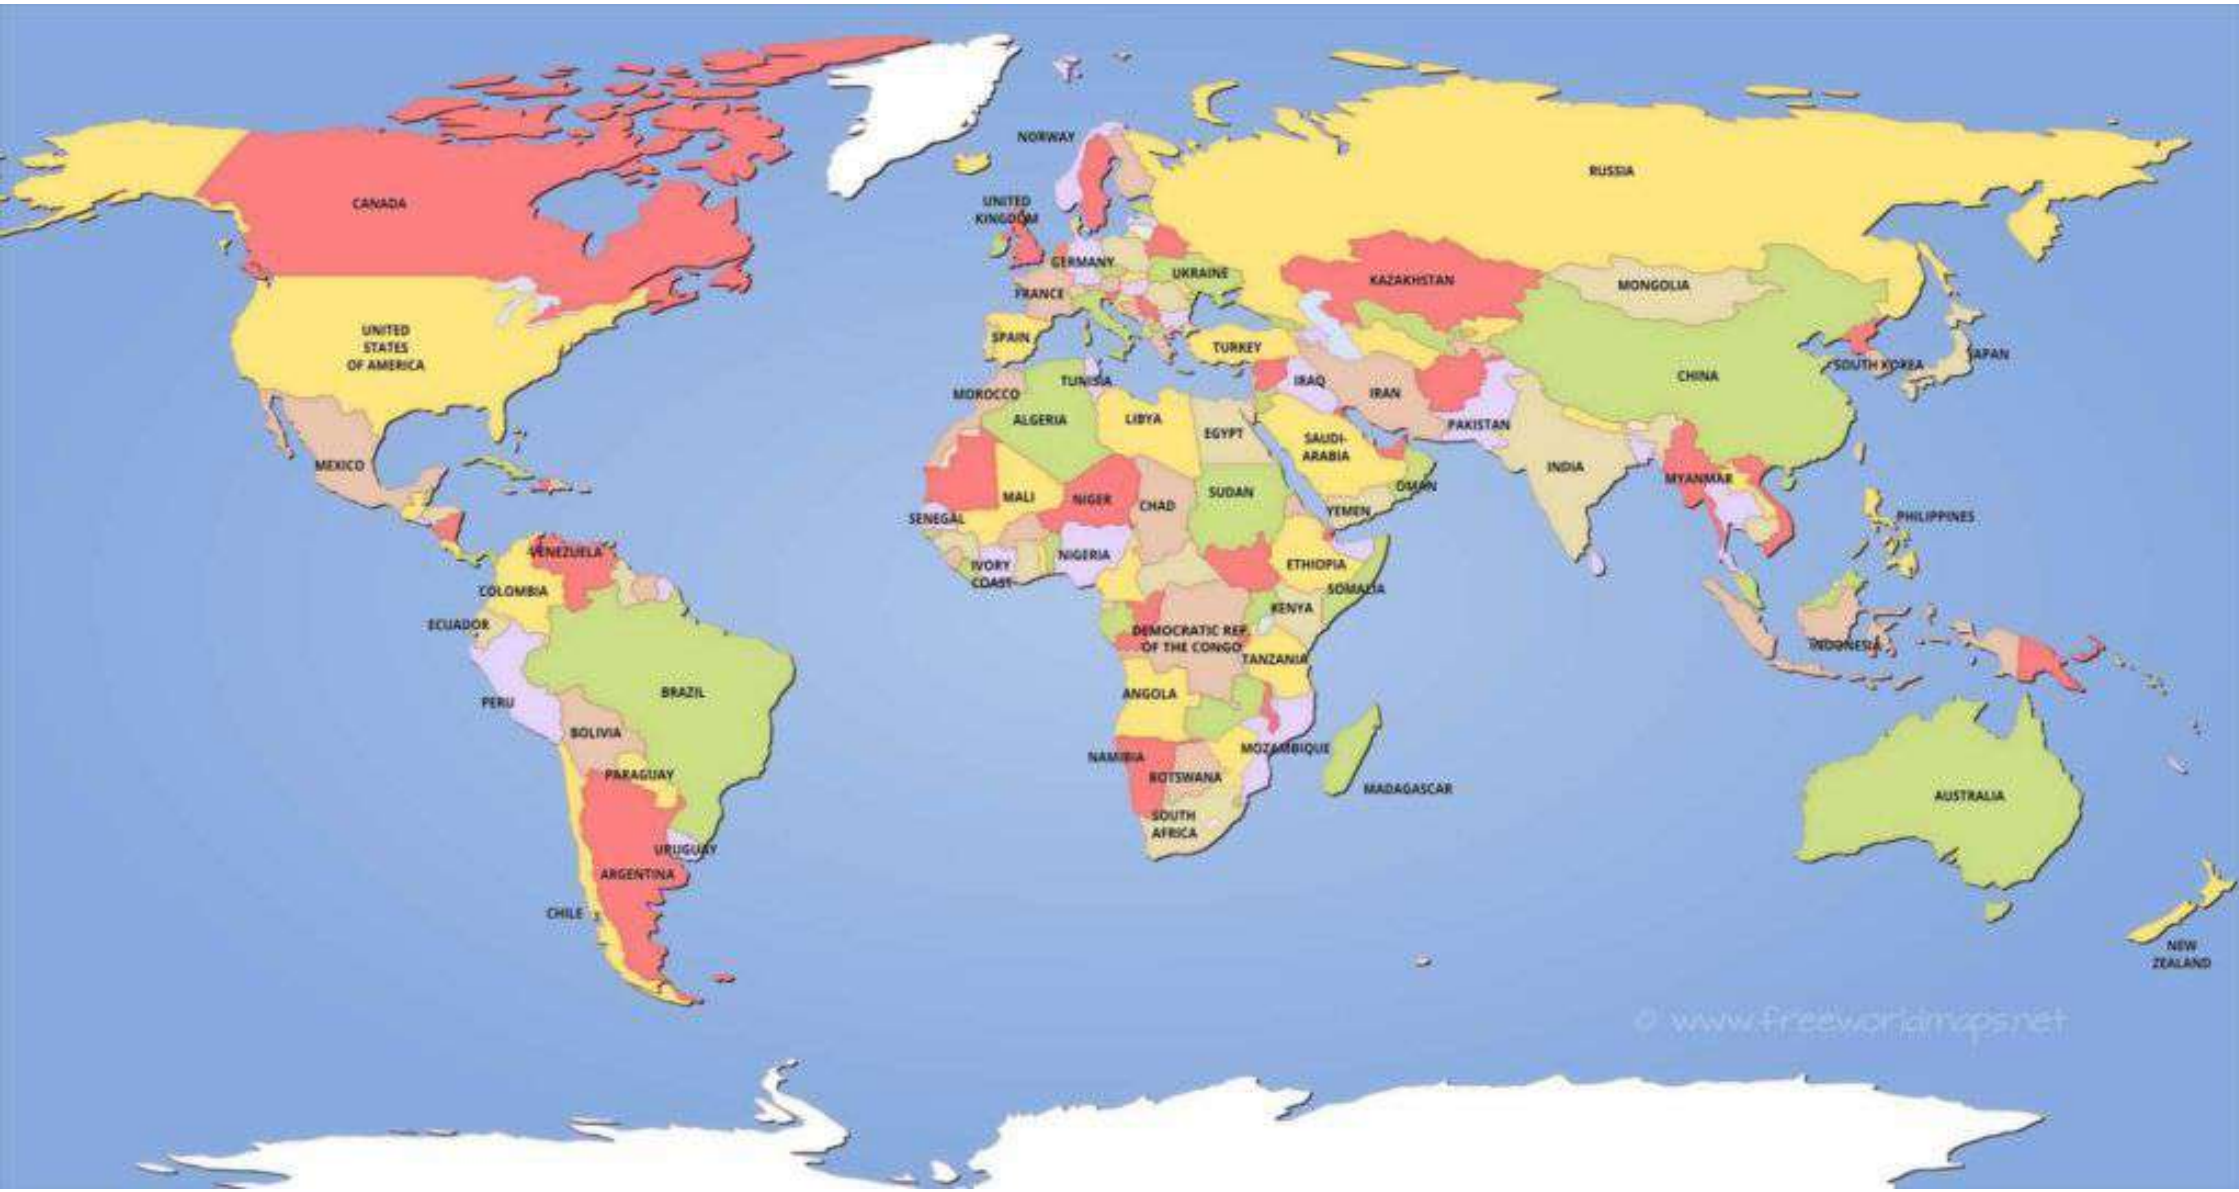 NORWAY
RUSSIA
CANADA
UNITED
KINGDOM
GERMANY
UKRAINE
KAZAKHSTAN
MONGOLIA
FRANCE
UNITED
STATES
OF AMERICA
SPAIN
TURKEY
JAPAN
SOUTH KOREA
CHINA
TUNISIA
IRAQ
IRAN
MOROCCO
ALGERIA
LIBYA
EGYPT
PAKISTAN
SAUDI-
ARABIA
MEXICO
INDIA
MYANMAR
OMAN
MALI
NIGER
CHAD
SUDAN
YEMEN
SENEGAL
PHILIPPINES
VENEZUELA
NIGERIA
IVORY
COAST
ETHIOPIA
COLOMBIA
SOMALIA
KENYA
ECUADOR
DEMOCRATIC REP.
OF THE CONGO
INDONESIA
TANZANIA
BRAZIL
ANGOLA
PERU
BOLIVIA
MOZAMBIQUE
NAMIBIA
PARAGUAY
BOTSWANA
MADAGASCAR
AUSTRALIA
SOUTH
AFRICA
URUGUAY
ARGENTINA
CHILE
NEW
ZEALAND
© www.freeworldmaps.net